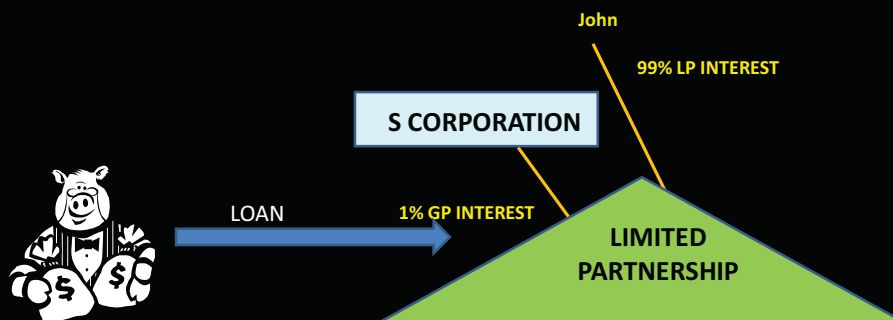 John
99% LP INTEREST
S CORPORATION
LOAN
1% GP INTEREST
LIMITED
PARTNERSHIP
$
$